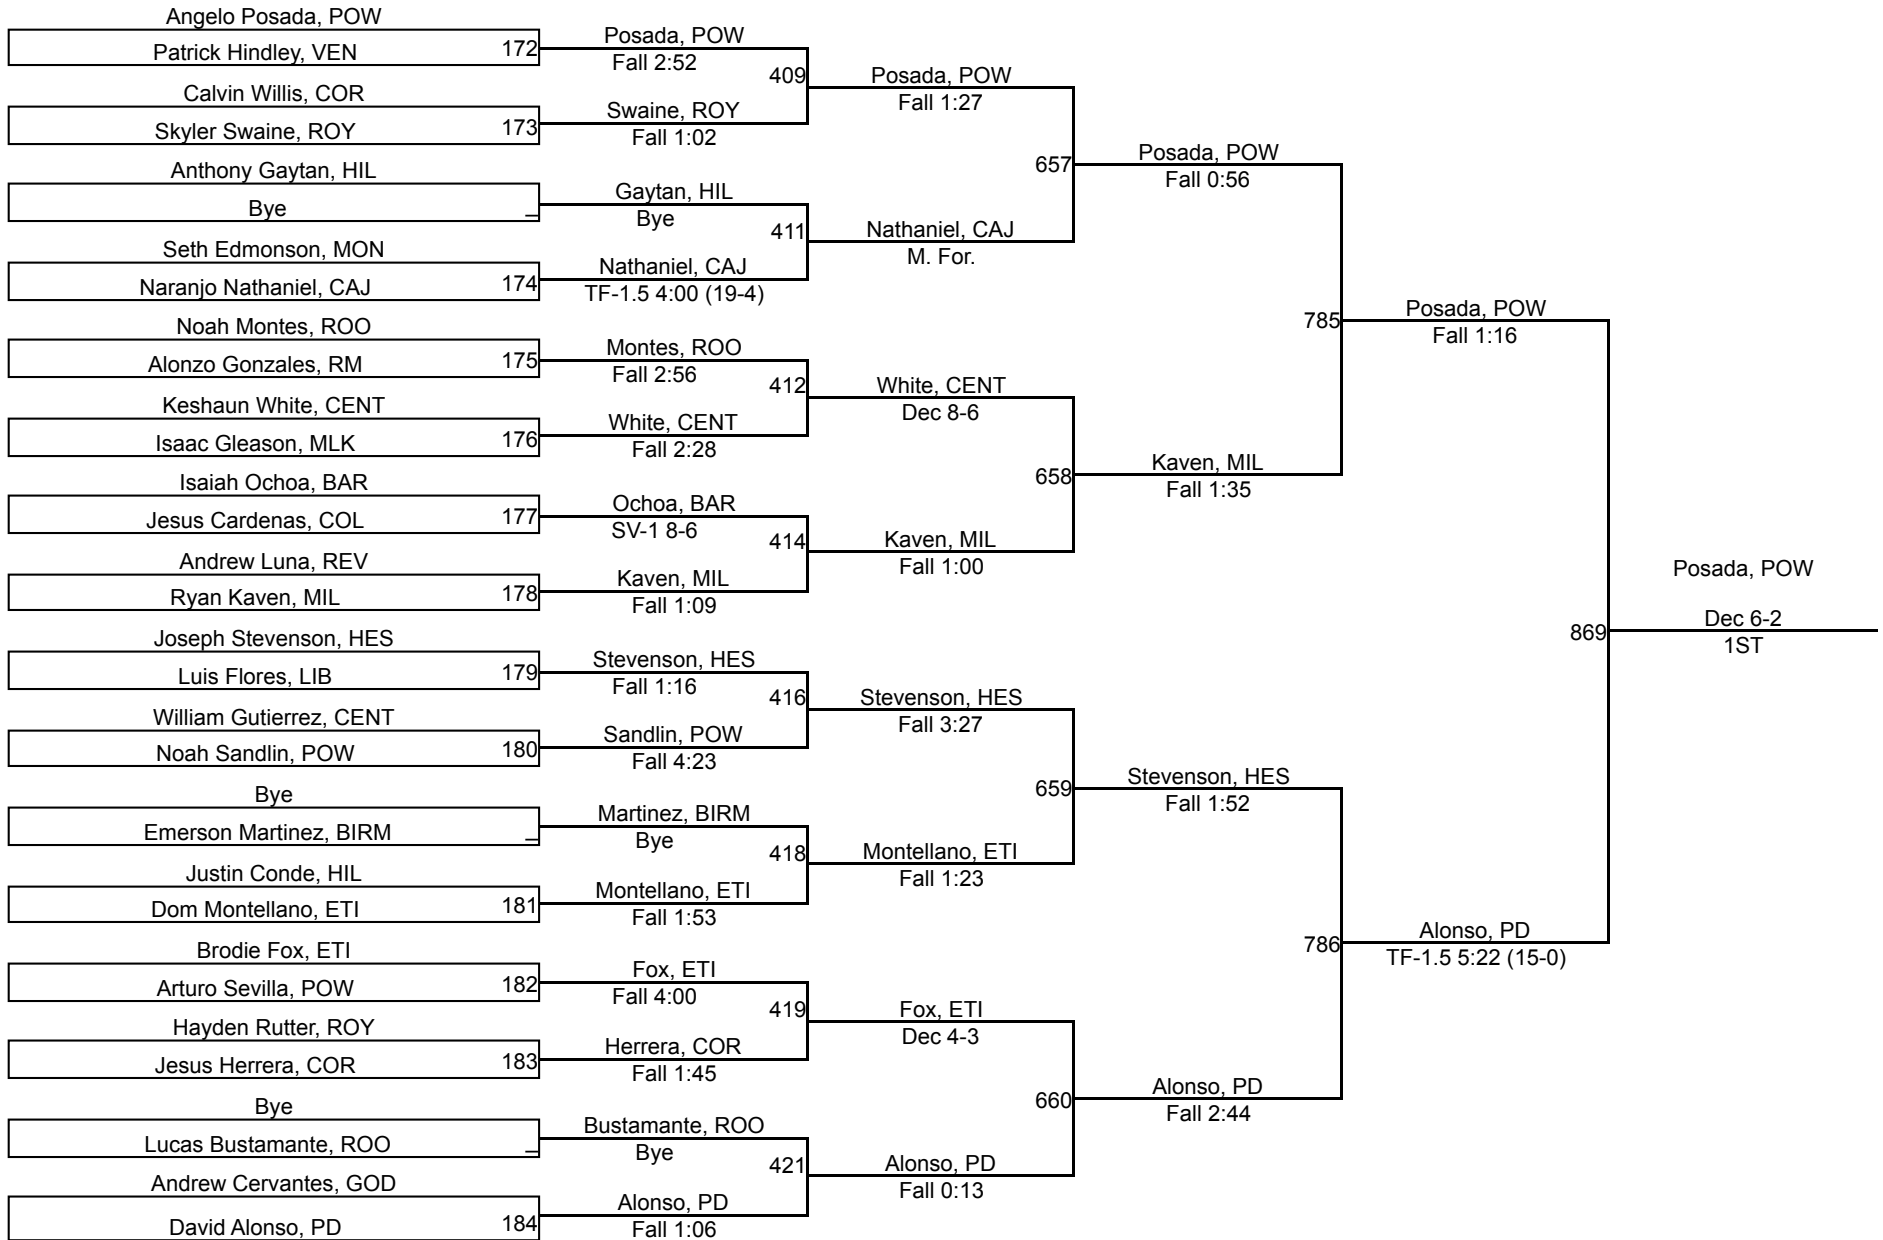 Angelo Posada, POW
Patrick Hindley, VEN
172
Calvin Willis, COR
Skyler Swaine, ROY
173
Anthony Gaytan, HIL
Bye
_
Seth Edmonson, MON
Naranjo Nathaniel, CAJ
174
Noah Montes, ROO
Alonzo Gonzales, RM
175
Keshaun White, CENT
Isaac Gleason, MLK
176
Isaiah Ochoa, BAR
Jesus Cardenas, COL
177
Andrew Luna, REV
Ryan Kaven, MIL
178
Joseph Stevenson, HES
Luis Flores, LIB
179
William Gutierrez, CENT
Noah Sandlin, POW
180
Bye
Emerson Martinez, BIRM
_
Justin Conde, HIL
Dom Montellano, ETI
181
Brodie Fox, ETI
Arturo Sevilla, POW
182
Hayden Rutter, ROY
Jesus Herrera, COR
183
Bye
Lucas Bustamante, ROO
_
Andrew Cervantes, GOD
David Alonso, PD
184
Posada, POW
Fall 2:52
409
Swaine, ROY
Fall 1:02
Gaytan, HIL
Bye
411
Nathaniel, CAJ
TF-1.5 4:00 (19-4)
Montes, ROO
Fall 2:56
412
White, CENT
Fall 2:28
Ochoa, BAR
SV-1 8-6
414
Kaven, MIL
Fall 1:09
Stevenson, HES
Fall 1:16
416
Sandlin, POW
Fall 4:23
Martinez, BIRM
Bye
418
Montellano, ETI
Fall 1:53
Fox, ETI
Fall 4:00
419
Herrera, COR
Fall 1:45
Bustamante, ROO
Bye
421
Alonso, PD
Fall 1:06
Posada, POW
Fall 1:27
657
Nathaniel, CAJ
M. For.
White, CENT
Dec 8-6
658
Kaven, MIL
Fall 1:00
Stevenson, HES
Fall 3:27
659
Montellano, ETI
Fall 1:23
Fox, ETI
Dec 4-3
660
Alonso, PD
Fall 0:13
Posada, POW
Fall 0:56
785
Kaven, MIL
Fall 1:35
Stevenson, HES
Fall 1:52
786
Alonso, PD
Fall 2:44
Posada, POW
Fall 1:16
869
Alonso, PD
TF-1.5 5:22 (15-0)
Posada, POW
Dec 6-2
1ST